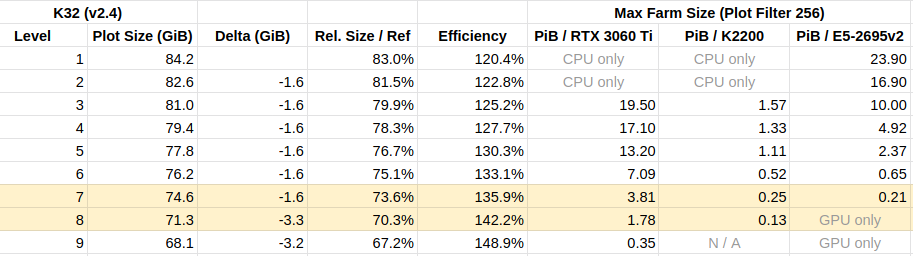 K32 (v2.4) Max Farm Size (Plot Filter 256)
Level Plot Size (GiB) Delta (GiB) Rel. Size / Ref Efficiency PiB / RTX 3060 Ti PiB / K2200 PiB / E5-2695v2
1 84.2 83.0% 120.4% CPU only CPU only 23.90
2 82.6 -1.6 81.5% 122.8% CPU only CPU only 16.90
3 81.0 -1.6 79.9% 125.2% 19.50 1.57 10.00
4 79.4 -1.6 78.3% 127.7% 17.10 1.33 4.92
5 77.8 -1.6 76.7% 130.3% 13.20 1.11 2.37
6 76.2 -1.6 75.1% 133.1% 7.09 0.52 0.65
7 74.6 -1.6 73.6% 135.9% 3.81 0.25 0.21
8 71.3 -3.3 70.3% 142.2% 1.78 0.13 GPU only
9 68.1 -3.2 67.2% 148.9% 0.35 N / A GPU only